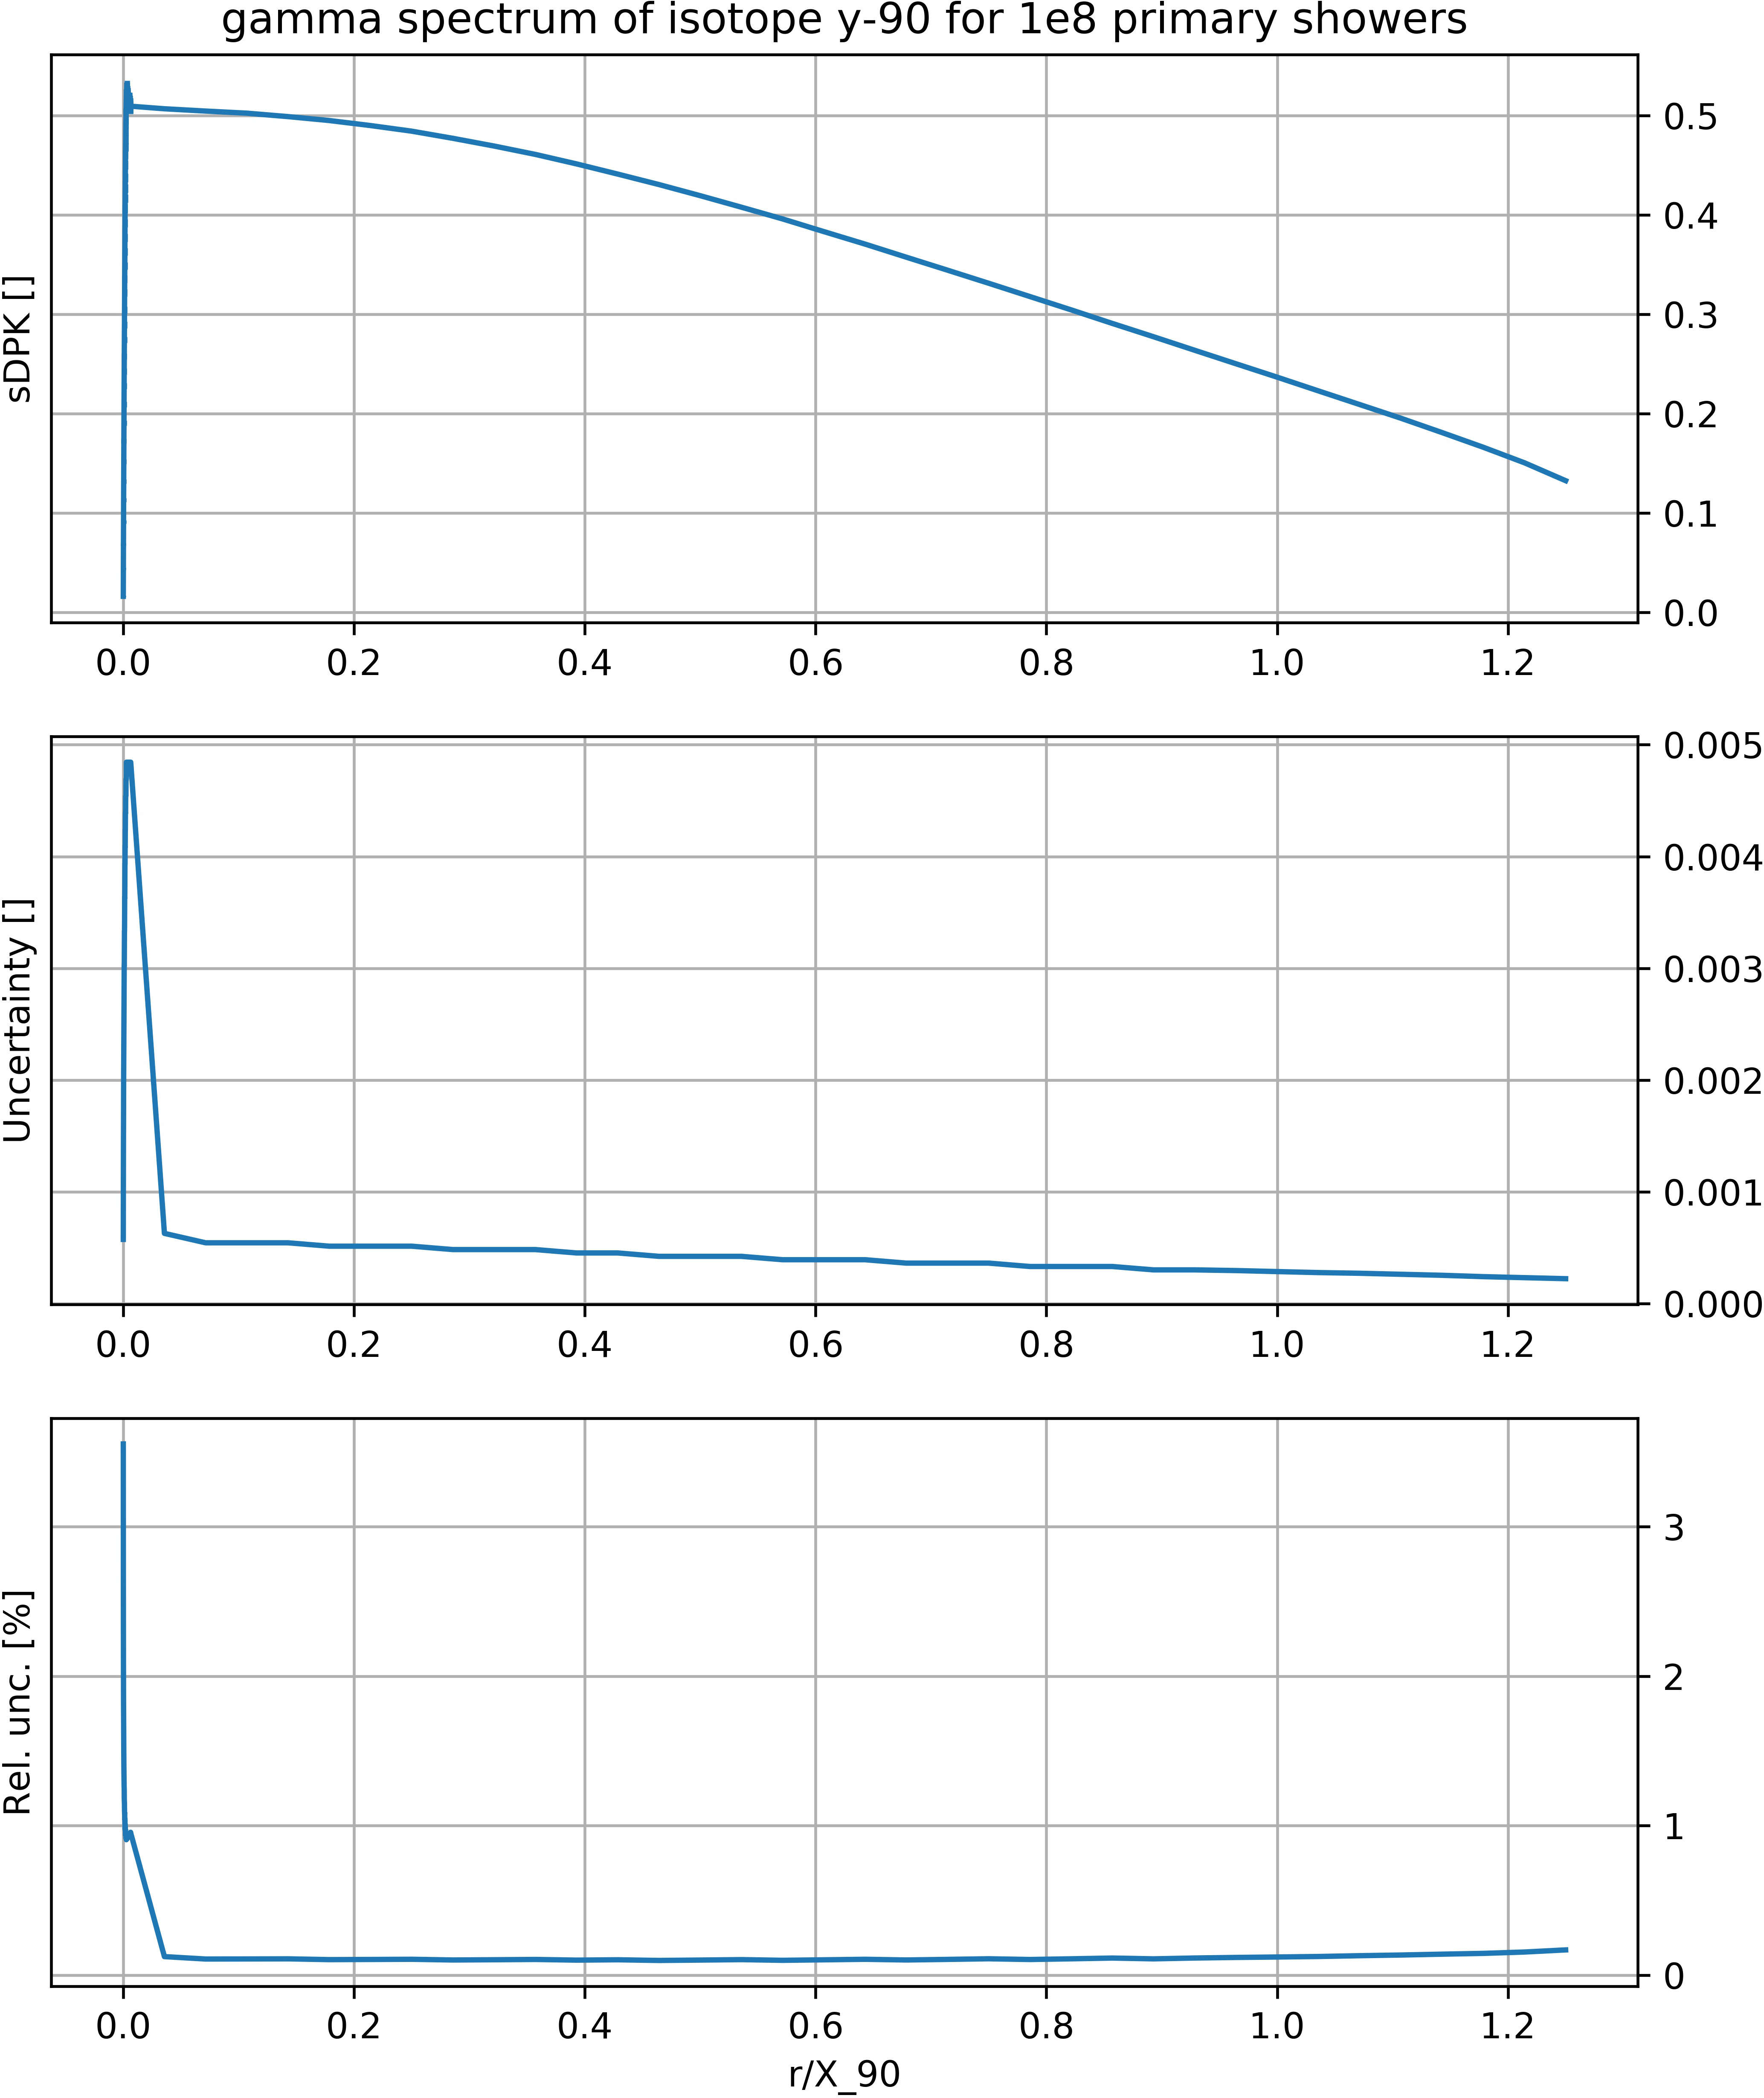 gamma spectrum of isotope y-90 for 1e8 primary showers
sDPK []
0.5
0.4
0.3
0.2
0.1
0.0
0.0 0.2 0.4 0.6 0.8 1.0 1.2
Uncertainty []
0.005
0.004
0.003
0.002
0.001
0.000
0.0 0.2 0.4 0.6 0.8 1.0 1.2
Rel. unc. [%]
3
2
1
0
0.0 0.2 0.4 0.6 0.8 1.0 1.2
r/X_90